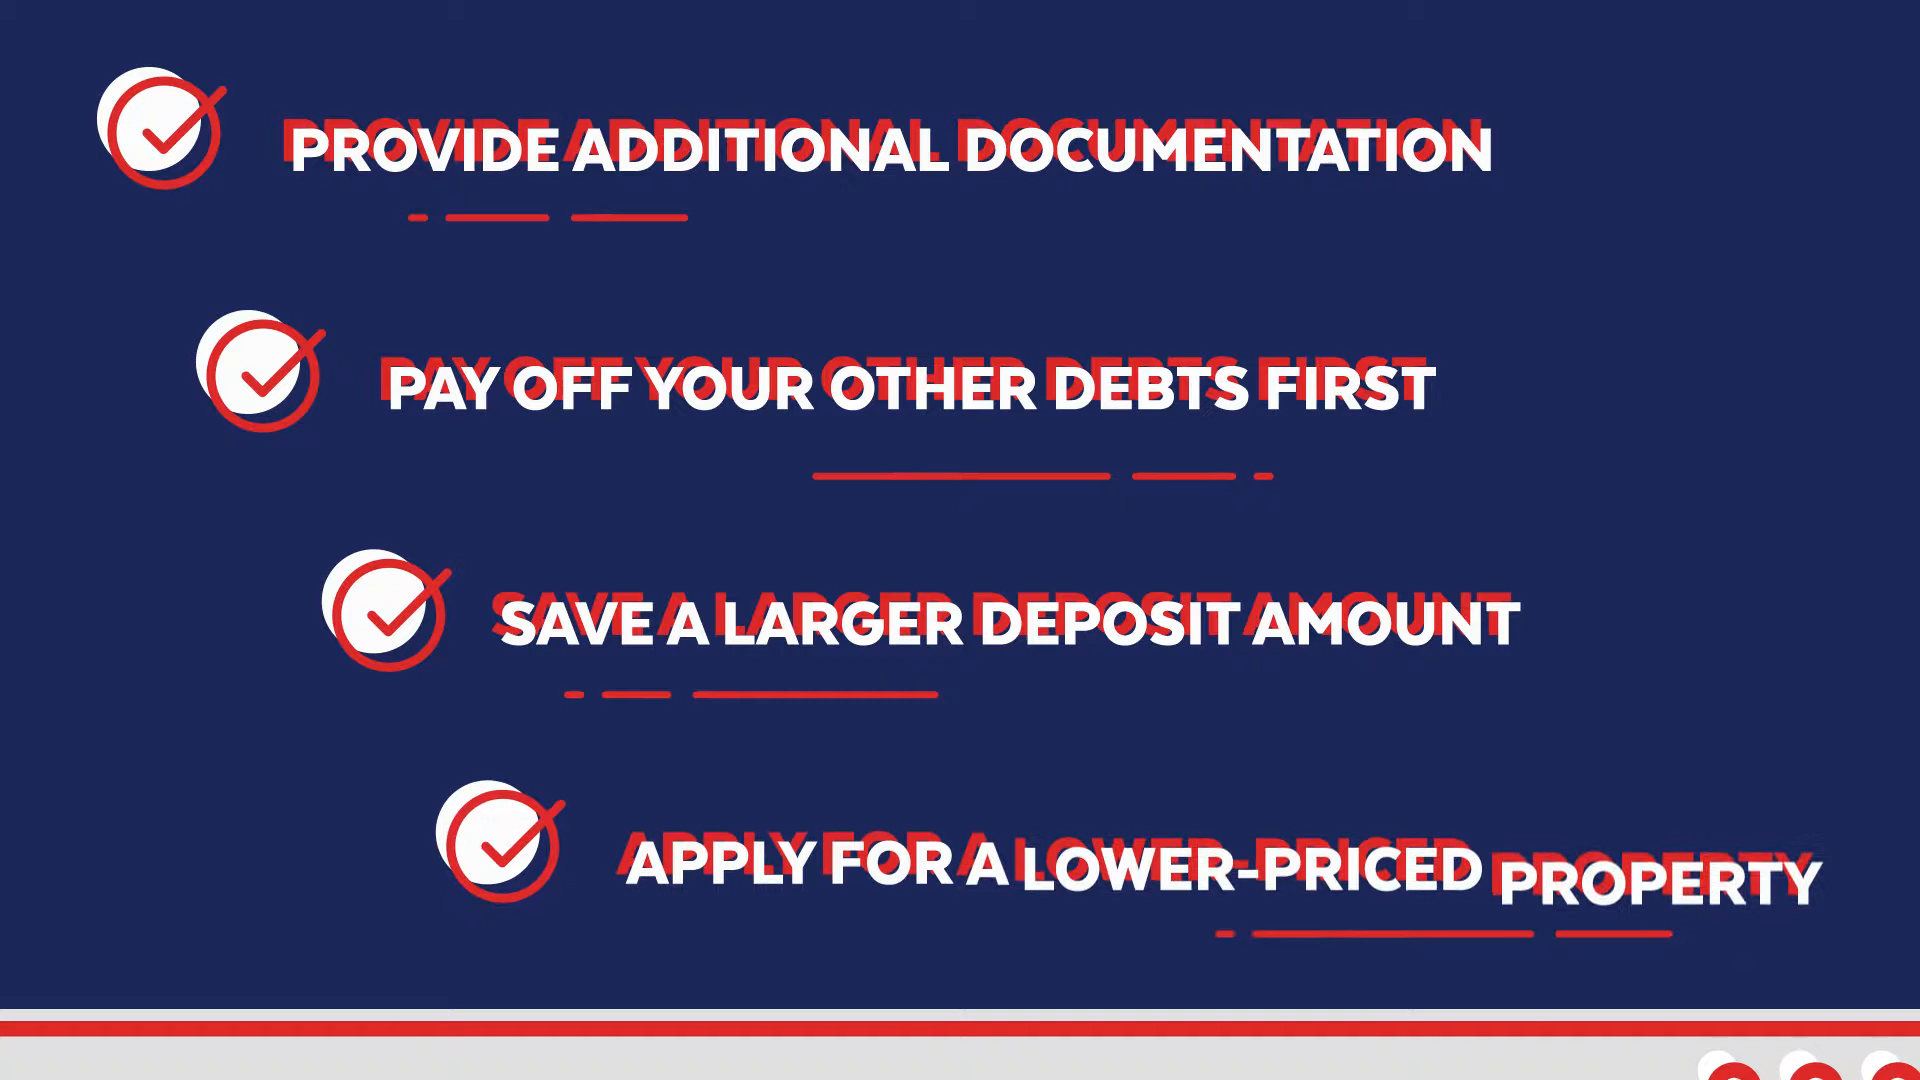 PROVIDE ADDITIONAL DOCUMENTATION
PAY OFF YOUR OTHER DEBTS FIRST
SAVE A LARGER DEPOSIT AMOUNT
APPLY FOR A LOWER-PRICED PROPERTY